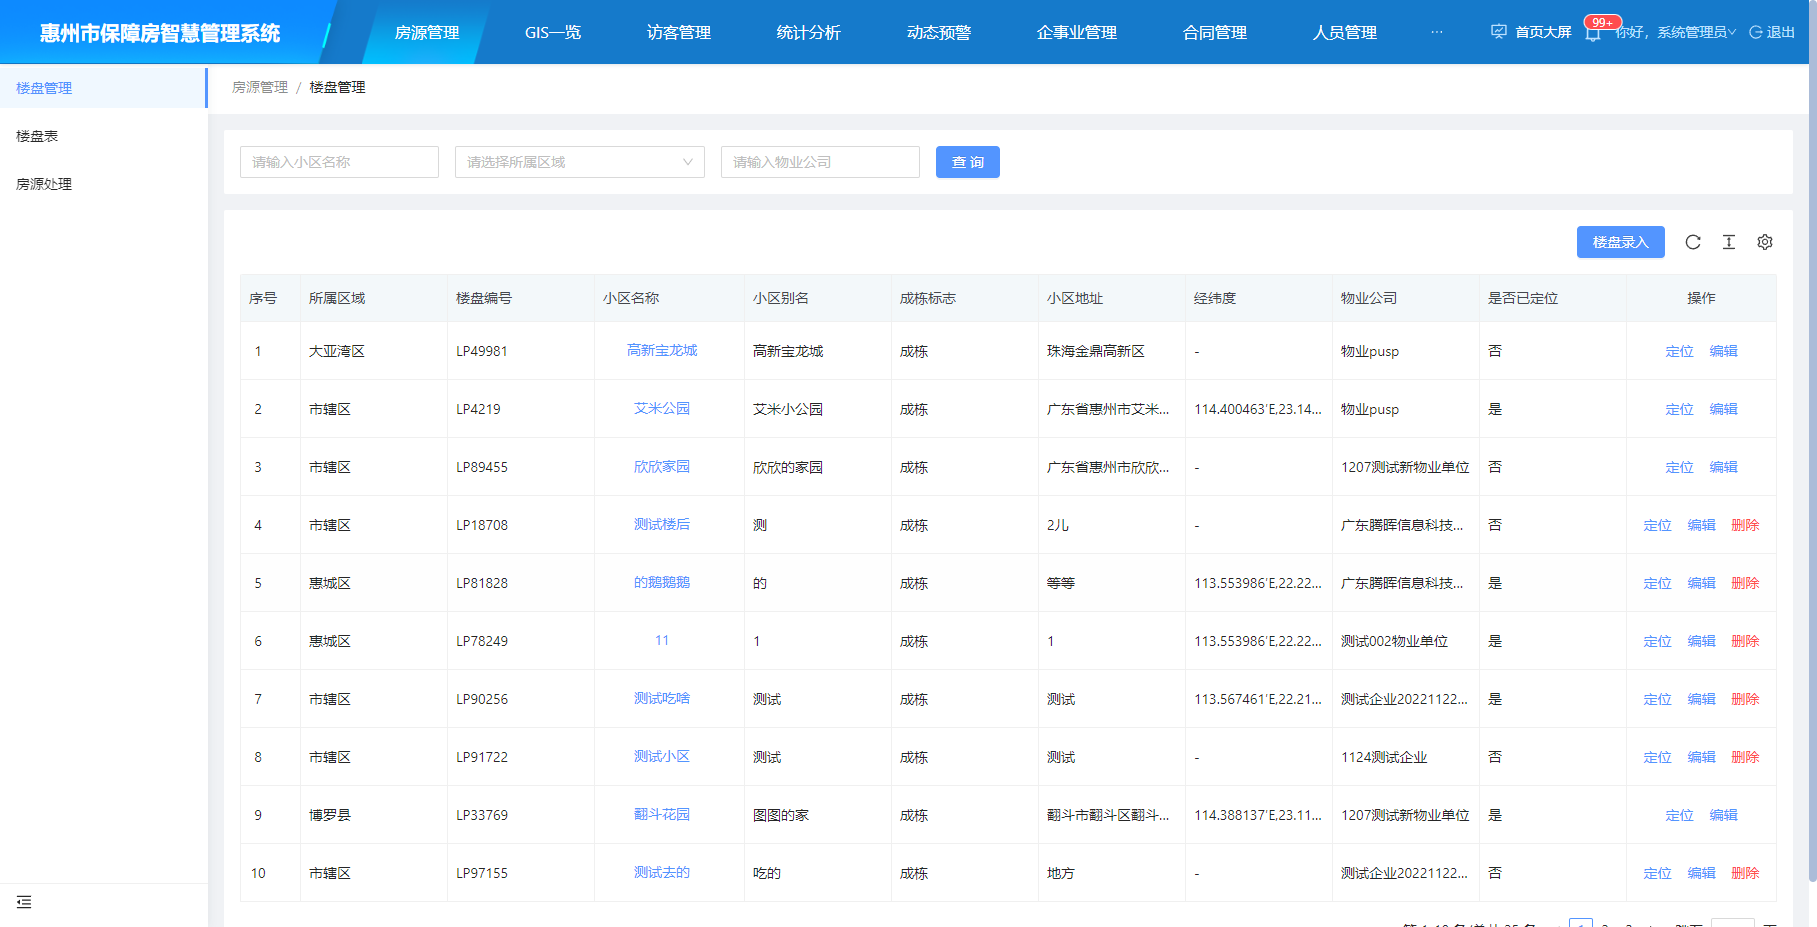 惠州市保障房智慧管理系统 房源管理 GIS一览 访客管理 统计分析 动态预警 企事业管理 合同管理 人员管理 ··· 首页大屏 99+ 你好，系统管理员 退出
楼盘管理
楼盘表
房源处理
房源管理 / 楼盘管理
请输入小区名称 请选择所属区域 请输入物业公司 查 询
楼盘录入
序号 所属区域 楼盘编号 小区名称 小区别名 成栋标志 小区地址 经纬度 物业公司 是否已定位 操作
1 大亚湾区 LP49981 高新宝龙城 高新宝龙城 成栋 珠海金鼎高新区 - 物业pusp 否 定位 编辑
2 市辖区 LP4219 艾米公园 艾米小公园 成栋 广东省惠州市艾米... 114.400463'E,23.14... 物业pusp 是 定位 编辑
3 市辖区 LP89455 欣欣家园 欣欣的家园 成栋 广东省惠州市欣欣... - 1207测试新物业单位 否 定位 编辑
4 市辖区 LP18708 测试楼后 测 成栋 2儿 - 广东腾晖信息科技... 否 定位 编辑 删除
5 惠城区 LP81828 的鹅鹅鹅 的 成栋 等等 113.553986'E,22.22... 广东腾晖信息科技... 是 定位 编辑 删除
6 惠城区 LP78249 11 1 成栋 1 113.553986'E,22.22... 测试002物业单位 是 定位 编辑 删除
7 市辖区 LP90256 测试吃啥 测试 成栋 测试 113.567461'E,22.21... 测试企业20221122... 是 定位 编辑 删除
8 市辖区 LP91722 测试小区 测试 成栋 测试 - 1124测试企业 否 定位 编辑 删除
9 博罗县 LP33769 翻斗花园 图图的家 成栋 翻斗市翻斗区翻斗... 114.388137'E,23.11... 1207测试新物业单位 是 定位 编辑
10 市辖区 LP97155 测试去的 吃的 成栋 地方 - 测试企业20221122... 否 定位 编辑 删除